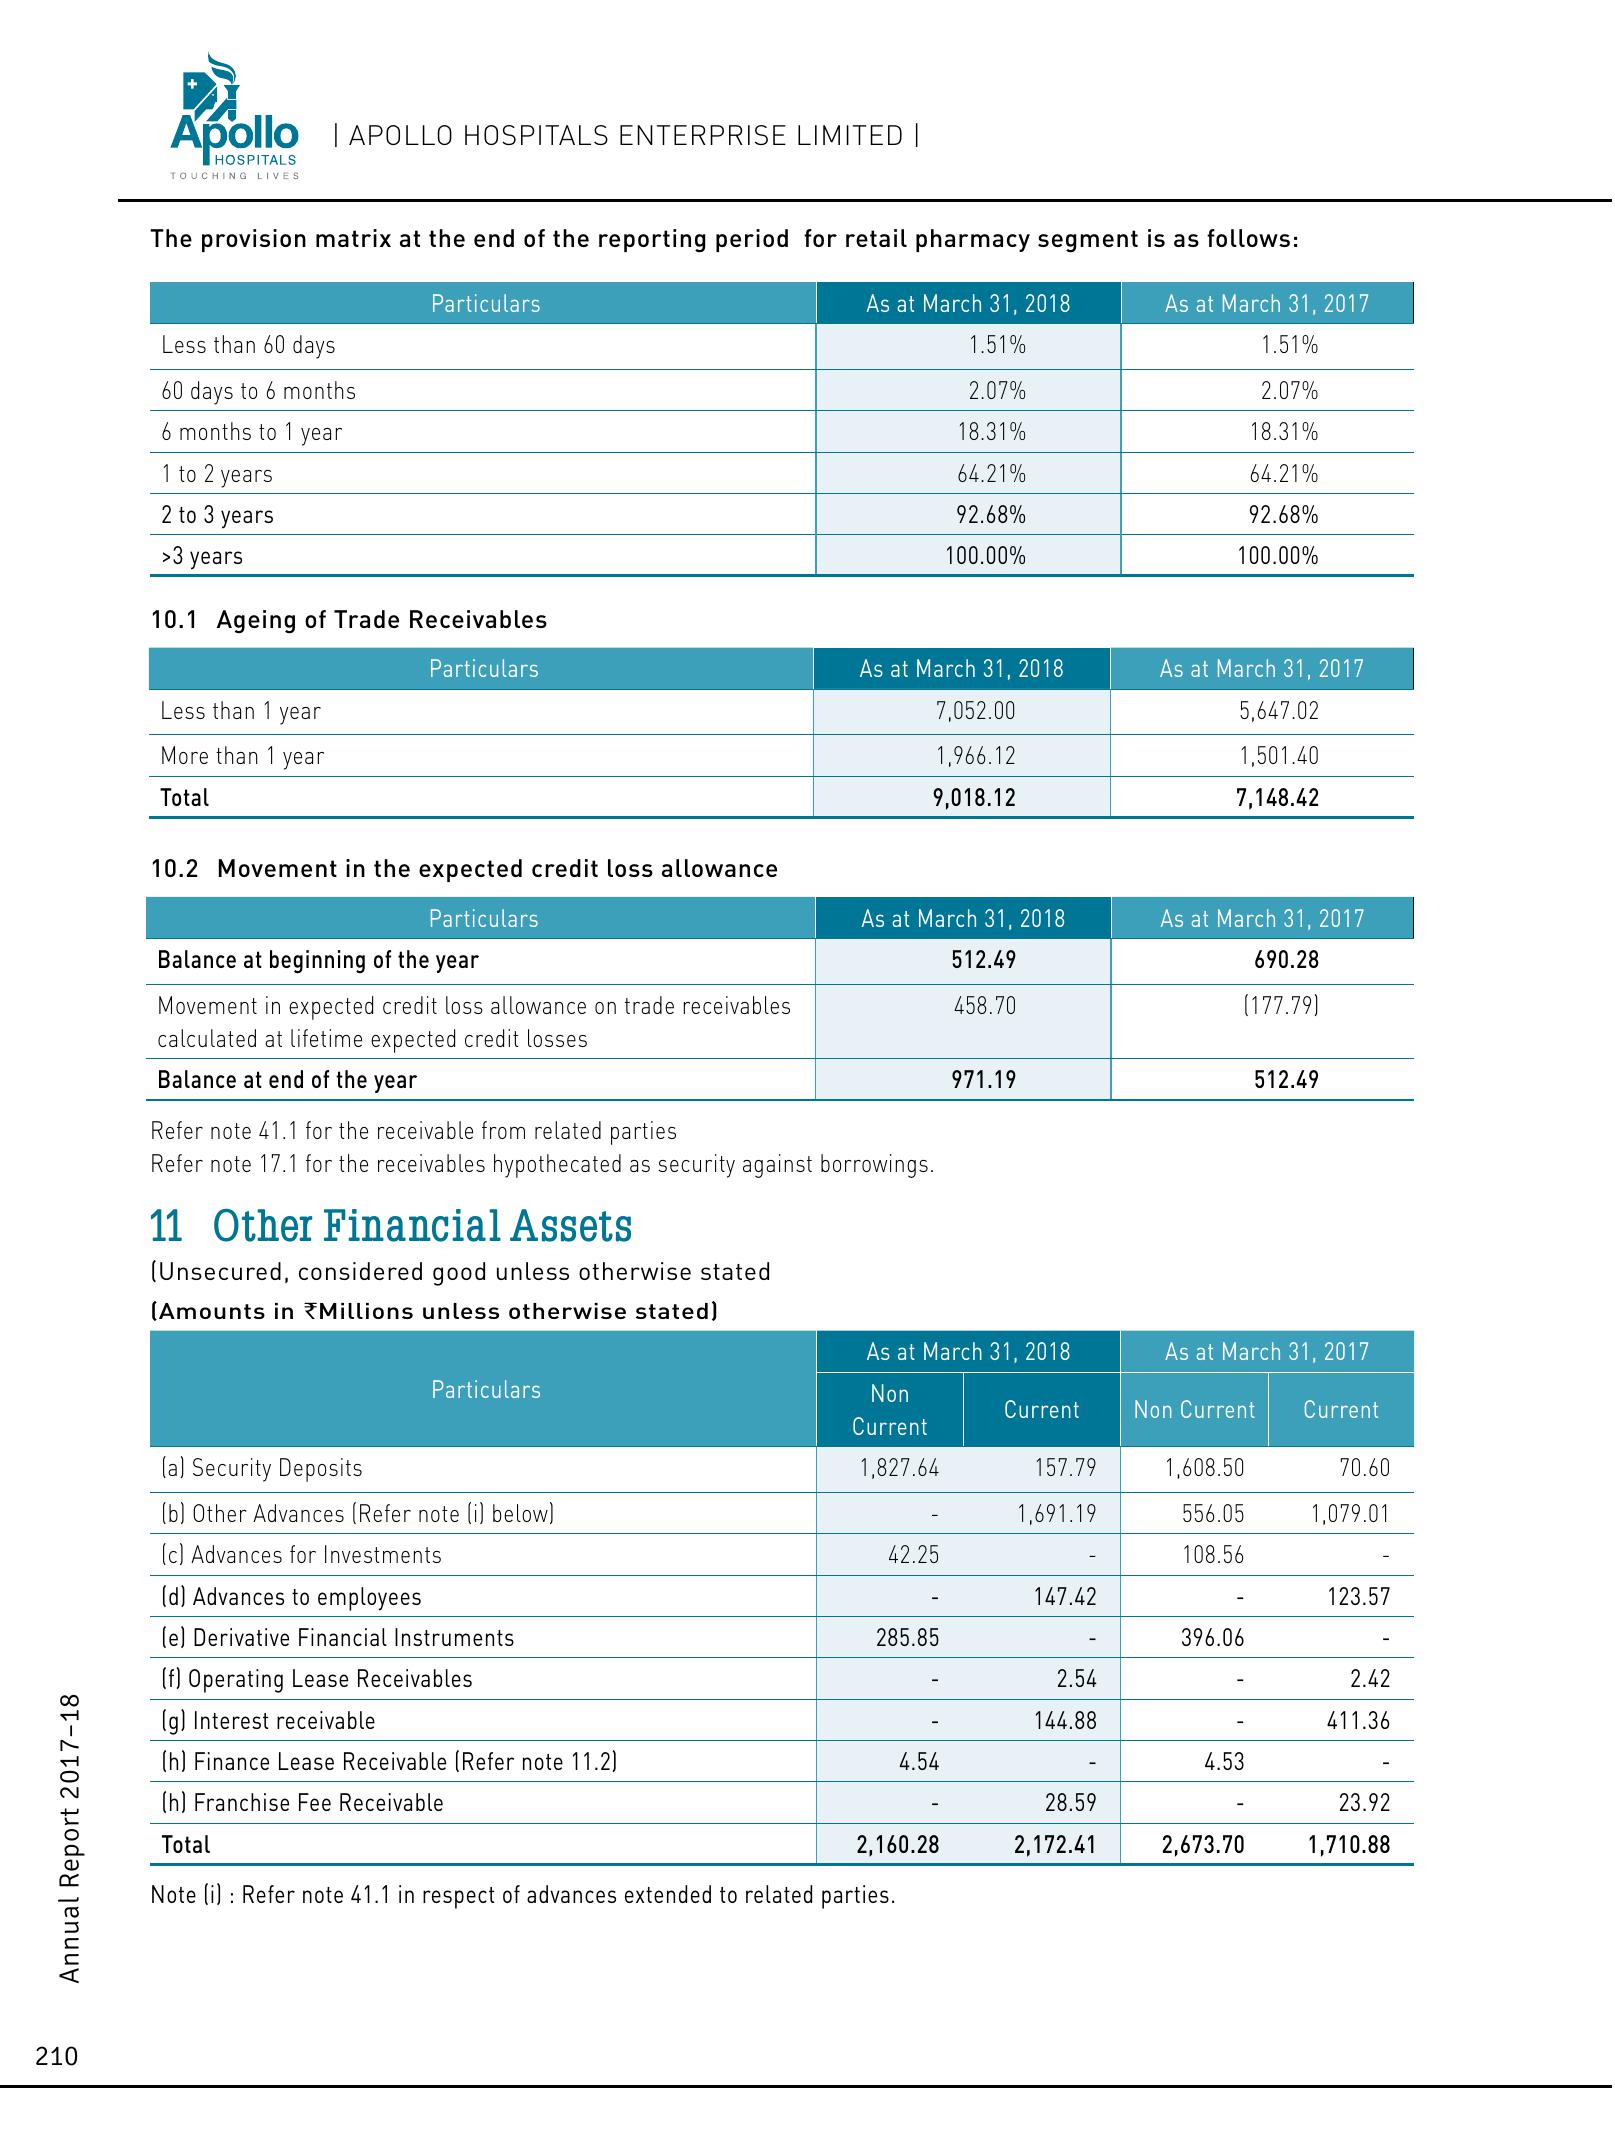 Apollo
HOSPITALS
TOUCHING LIVES
| APOLLO HOSPITALS ENTERPRISE LIMITED |
The provision matrix at the end of the reporting period for retail pharmacy segment is as follows:
Particulars As at March 31, 2018 As at March 31, 2017
Less than 60 days 1.51% 1.51%
60 days to 6 months 2.07% 2.07%
6 months to 1 year 18.31% 18.31%
1 to 2 years 64.21% 64.21%
2 to 3 years 92.68% 92.68%
>3 years 100.00% 100.00%
10.1 Ageing of Trade Receivables
Particulars As at March 31, 2018 As at March 31, 2017
Less than 1 year 7,052.00 5,647.02
More than 1 year 1,966.12 1,501.40
Total 9,018.12 7,148.42
10.2 Movement in the expected credit loss allowance
Particulars As at March 31, 2018 As at March 31, 2017
Balance at beginning of the year 512.49 690.28
Movement in expected credit loss allowance on trade receivables 458.70 (177.79)
calculated at lifetime expected credit losses
Balance at end of the year 971.19 512.49
Refer note 41.1 for the receivable from related parties
Refer note 17.1 for the receivables hypothecated as security against borrowings.
11 Other Financial Assets
(Unsecured, considered good unless otherwise stated
(Amounts in ₹Millions unless otherwise stated)
Particulars As at March 31, 2018 As at March 31, 2017
Non
Current Current Non Current Current
(a) Security Deposits 1,827.64 157.79 1,608.50 70.60
(b) Other Advances (Refer note (i) below) - 1,691.19 556.05 1,079.01
(c) Advances for Investments 42.25 - 108.56 -
(d) Advances to employees - 147.42 - 123.57
(e) Derivative Financial Instruments 285.85 - 396.06 -
(f) Operating Lease Receivables - 2.54 - 2.42
(g) Interest receivable - 144.88 - 411.36
(h) Finance Lease Receivable (Refer note 11.2) 4.54 - 4.53 -
(h) Franchise Fee Receivable - 28.59 - 23.92
Total 2,160.28 2,172.41 2,673.70 1,710.88
Note (i) : Refer note 41.1 in respect of advances extended to related parties.
Annual Report 2017–18
210